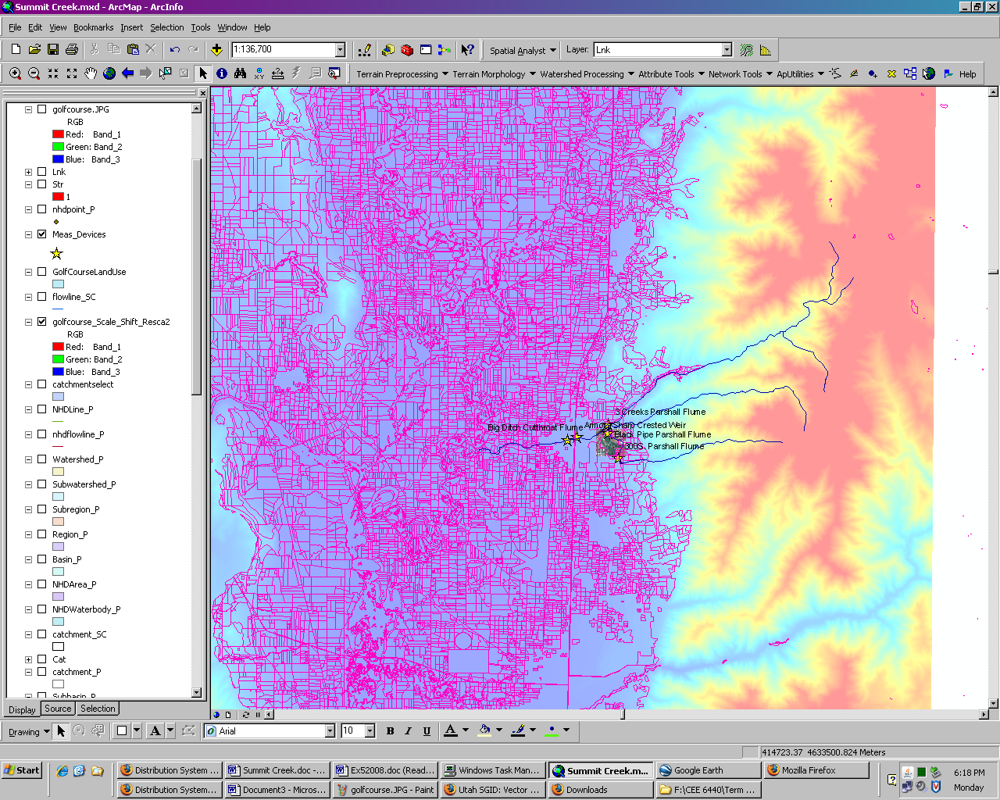 Summit Creek.mxd - ArcMap - ArcInfo
File Edit View Bookmarks Insert Selection Tools Window Help
1:136,700 Spatial Analyst Layer: Lnk
Terrain Preprocessing Terrain Morphology Watershed Processing Attribute Tools Network Tools ApUtilities Help
golfcourse.JPG
RGB
Red: Band_1
Green: Band_2
Blue: Band_3
Lnk
Str
1
nhdpoint_P
Meas_Devices
GolfCourseLandUse
flowline_SC
golfcourse_Scale_Shift_Resca2
RGB
Red: Band_1
Green: Band_2
Blue: Band_3
catchmentselect
NHDLine_P
nhdflowline_P
Watershed_P
Subwatershed_P
Subregion_P
Region_P
Basin_P
NHDArea_P
NHDWaterbody_P
catchment_SC
Cat
catchment_P
Subbasin_P
Display Source Selection
3 Creeks Parshall Flume
Big Ditch Cutthroat Flume
Sharp Crested Weir
Black Pipe Parshall Flume
300 S. Parshall Flume
Drawing A Arial 10 B I U A
414723.37 4633500.824 Meters
Start Distribution System ... Summit Creek.doc -... Ex52008.doc (Read... Windows Task Man... Summit Creek.m... Google Earth Mozilla Firefox
Distribution System ... Document3 - Micros... golfcourse.JPG - Paint Utah SGID: Vector ... Downloads F:\CEE 6440\Term ...
6:18 PM
Monday